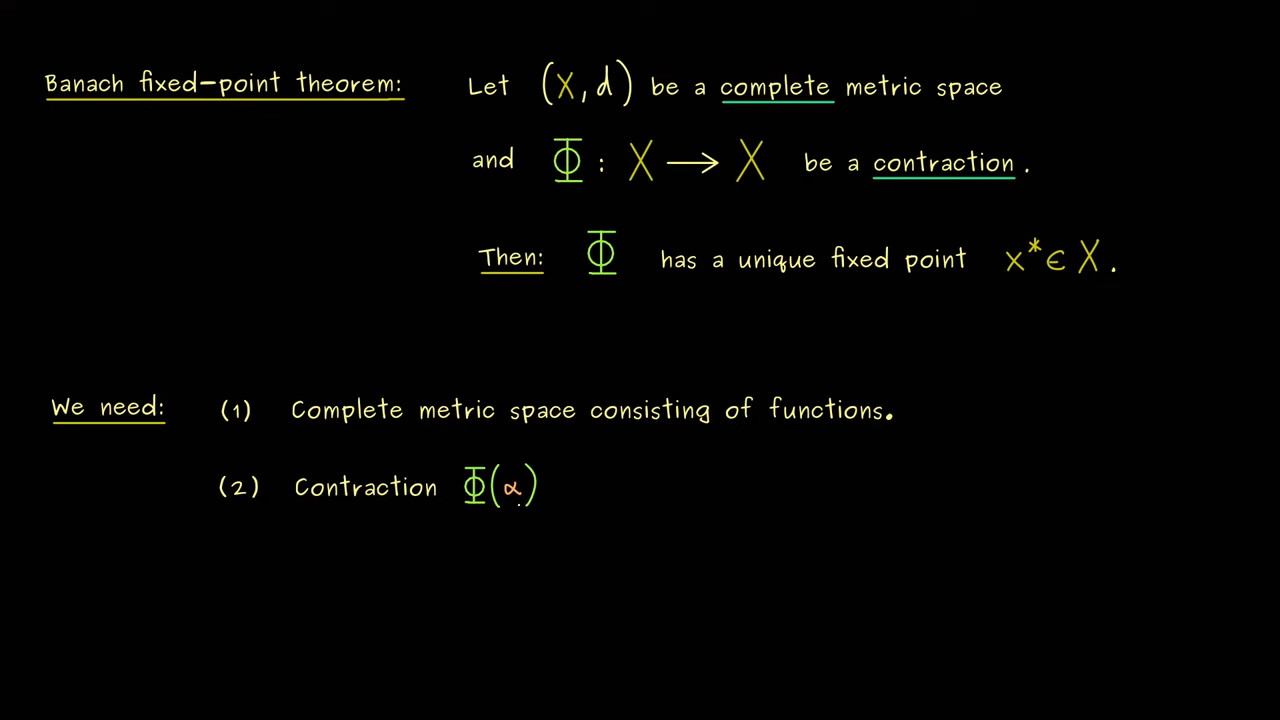 Banach fixed-point theorem: Let (X, d) be a complete metric space
and Φ : X ⟶ X be a contraction.
Then: Φ has a unique fixed point x* ∈ X.
We need: (1) Complete metric space consisting of functions.
(2) Contraction Φ(α)